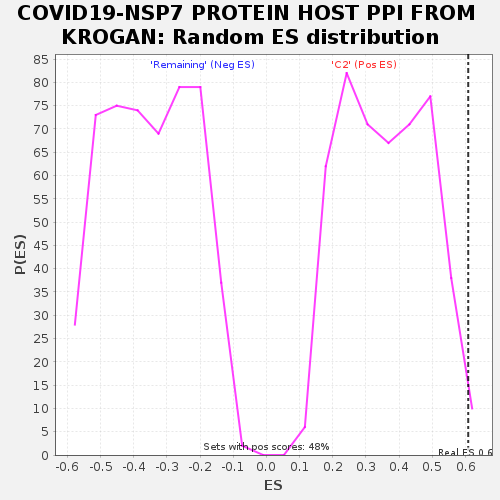 COVID19-NSP7 PROTEIN HOST PPI FROM
KROGAN: Random ES distribution
'Remaining' (Neg ES)
'C2' (Pos ES)
85
80
75
70
65
60
55
50
45
40
35
30
25
20
15
10
5
0
P(ES)
Sets with pos scores: 48%
Real ES 0.6
-0.6 -0.5 -0.4 -0.3 -0.2 -0.1 0.0 0.1 0.2 0.3 0.4 0.5 0.6
ES